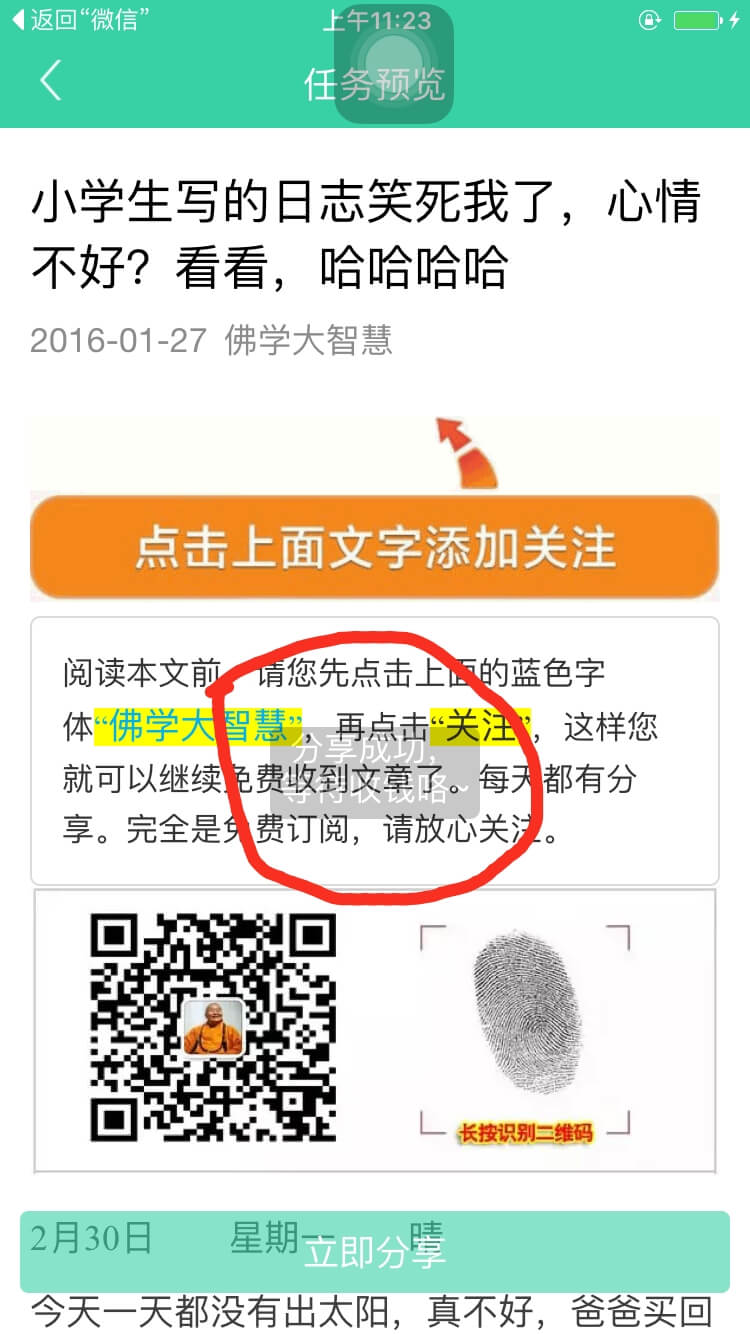 返回“微信”
上午11:23
任务预览
小学生写的日志笑死我了，心情
不好？看看，哈哈哈哈
2016-01-27 佛学大智慧
点击上面文字添加关注
阅读本文前，请您先点击上面的蓝色字
体“佛学大智慧”，再点击“关注”，这样您
就可以继续免费收到文章了。每天都有分
享。完全是免费订阅，请放心关注。
分享成功,
等待收钱咯~
长按识别二维码
2月30日 星期一 晴
立即分享
今天一天都没有出太阳，真不好，爸爸买回